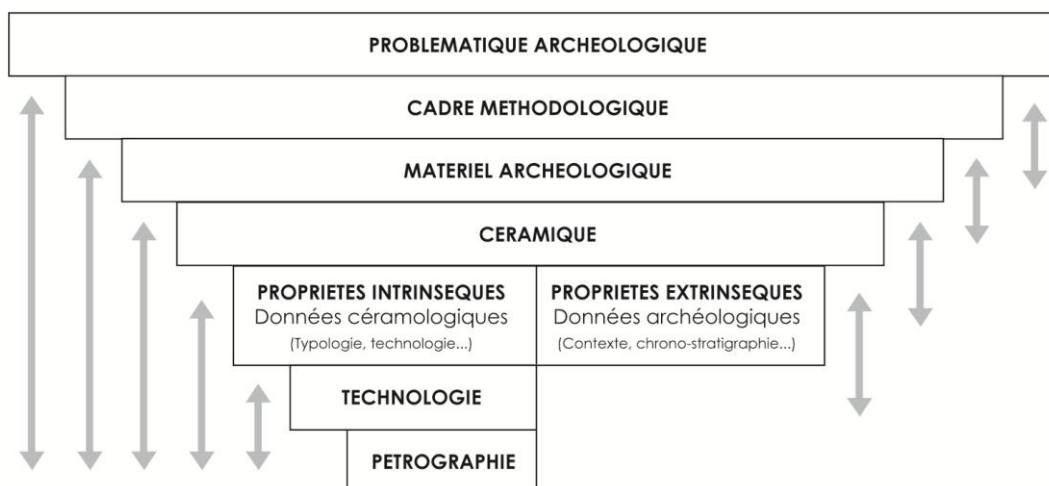 PROBLEMATIQUE ARCHEOLOGIQUE
CADRE METHODOLOGIQUE
MATERIEL ARCHEOLOGIQUE
CERAMIQUE
PROPRIETES INTRINSEQUES
Données céramologiques
(Typologie, technologie...)
PROPRIETES EXTRINSEQUES
Données archéologiques
(Contexte, chrono-stratigraphie...)
TECHNOLOGIE
PETROGRAPHIE